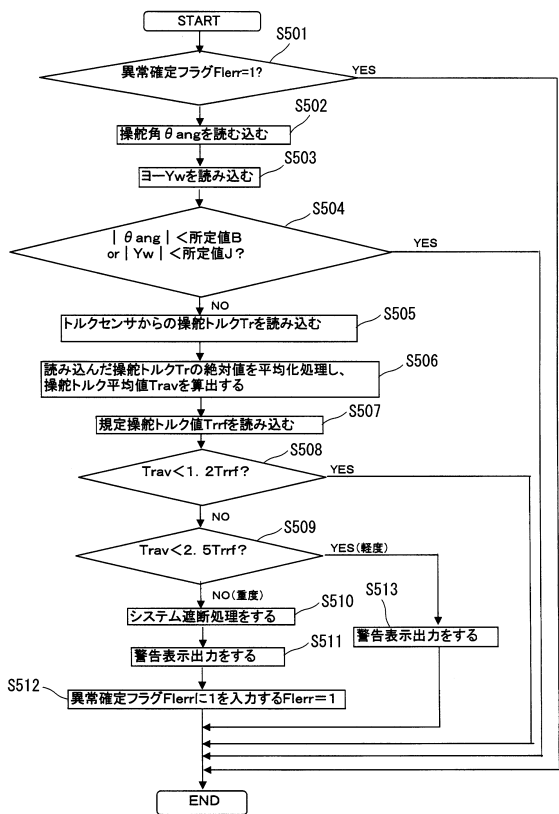 START
S501
異常確定フラグFlerr=1?
YES
S502
操舵角θangを読む込む
S503
ヨーYwを読み込む
S504
|θang|<所定値B
or|Yw|<所定値J?
YES
NO
トルクセンサからの操舵トルクTrを読み込む
S505
読み込んだ操舵トルクTrの絶対値を平均化処理し、
操舵トルク平均値Travを算出する
S506
S507
規定操舵トルク値Trrfを読み込む
S508
Trav<1.2Trrf?
YES
NO
S509
Trav<2.5Trrf?
YES(軽度)
NO(重度)
S510
システム遮断処理をする
S513
警告表示出力をする
S511
警告表示出力をする
S512
異常確定フラグFlerrに1を入力するFlerr=1
END